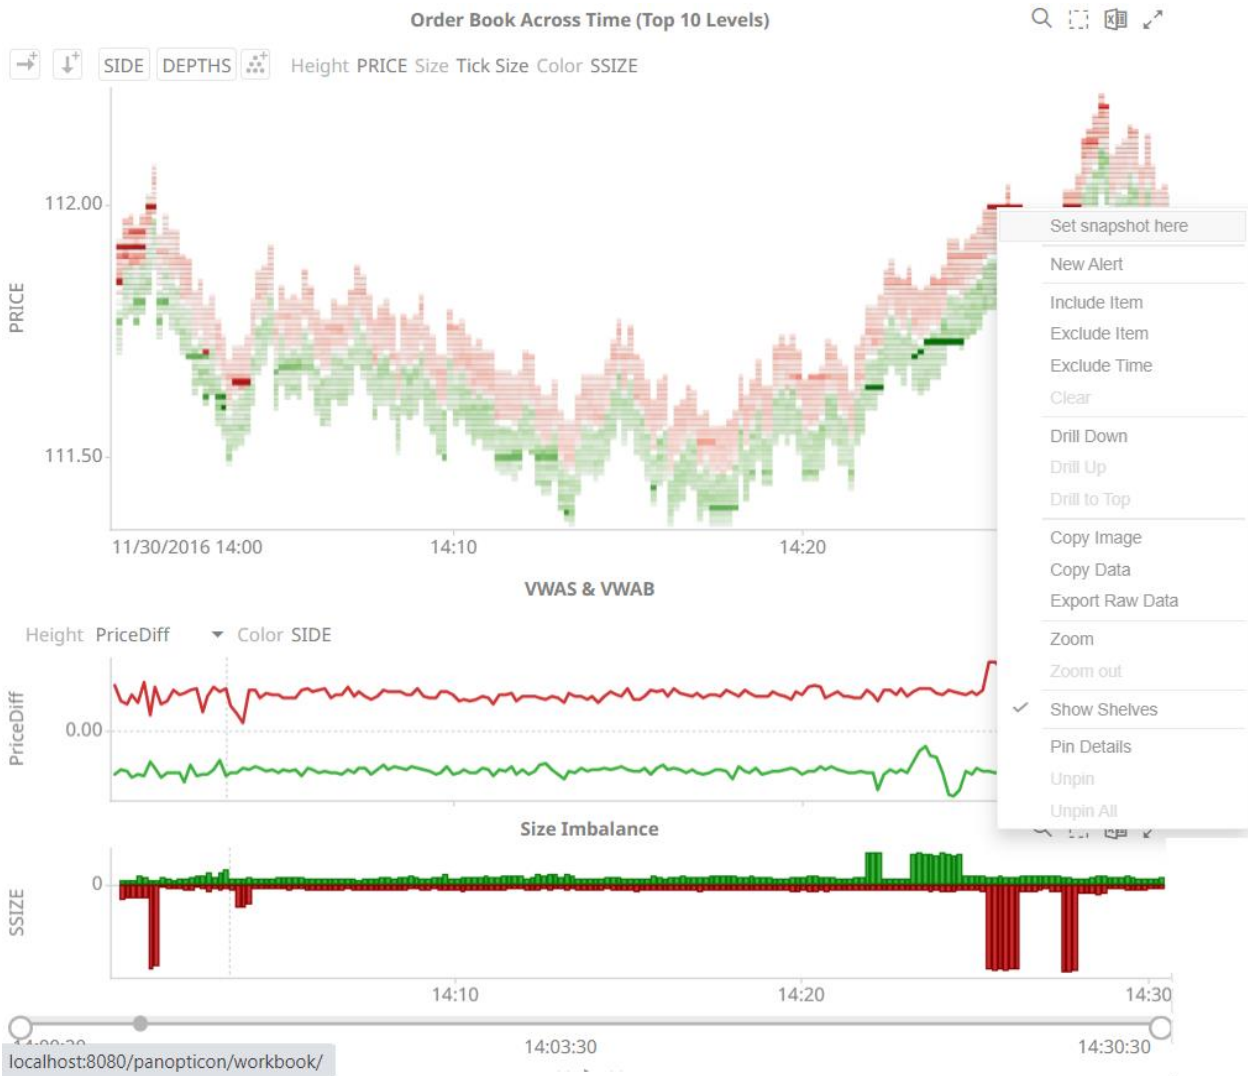 Order Book Across Time (Top 10 Levels)
SIDE DEPTHS Height PRICE Size Tick Size Color SSIZE
PRICE
112.00
111.50
11/30/2016 14:00 14:10 14:20
Set snapshot here
New Alert
Include Item
Exclude Item
Exclude Time
Clear
Drill Down
Drill Up
Drill to Top
Copy Image
Copy Data
Export Raw Data
Zoom
Zoom out
Show Shelves
Pin Details
Unpin
Unpin All
VWAS & VWAB
Height PriceDiff Color SIDE
PriceDiff
0.00
Size Imbalance
SSIZE
0
14:10 14:20 14:30
14:03:30 14:30:30
localhost:8080/panopticon/workbook/